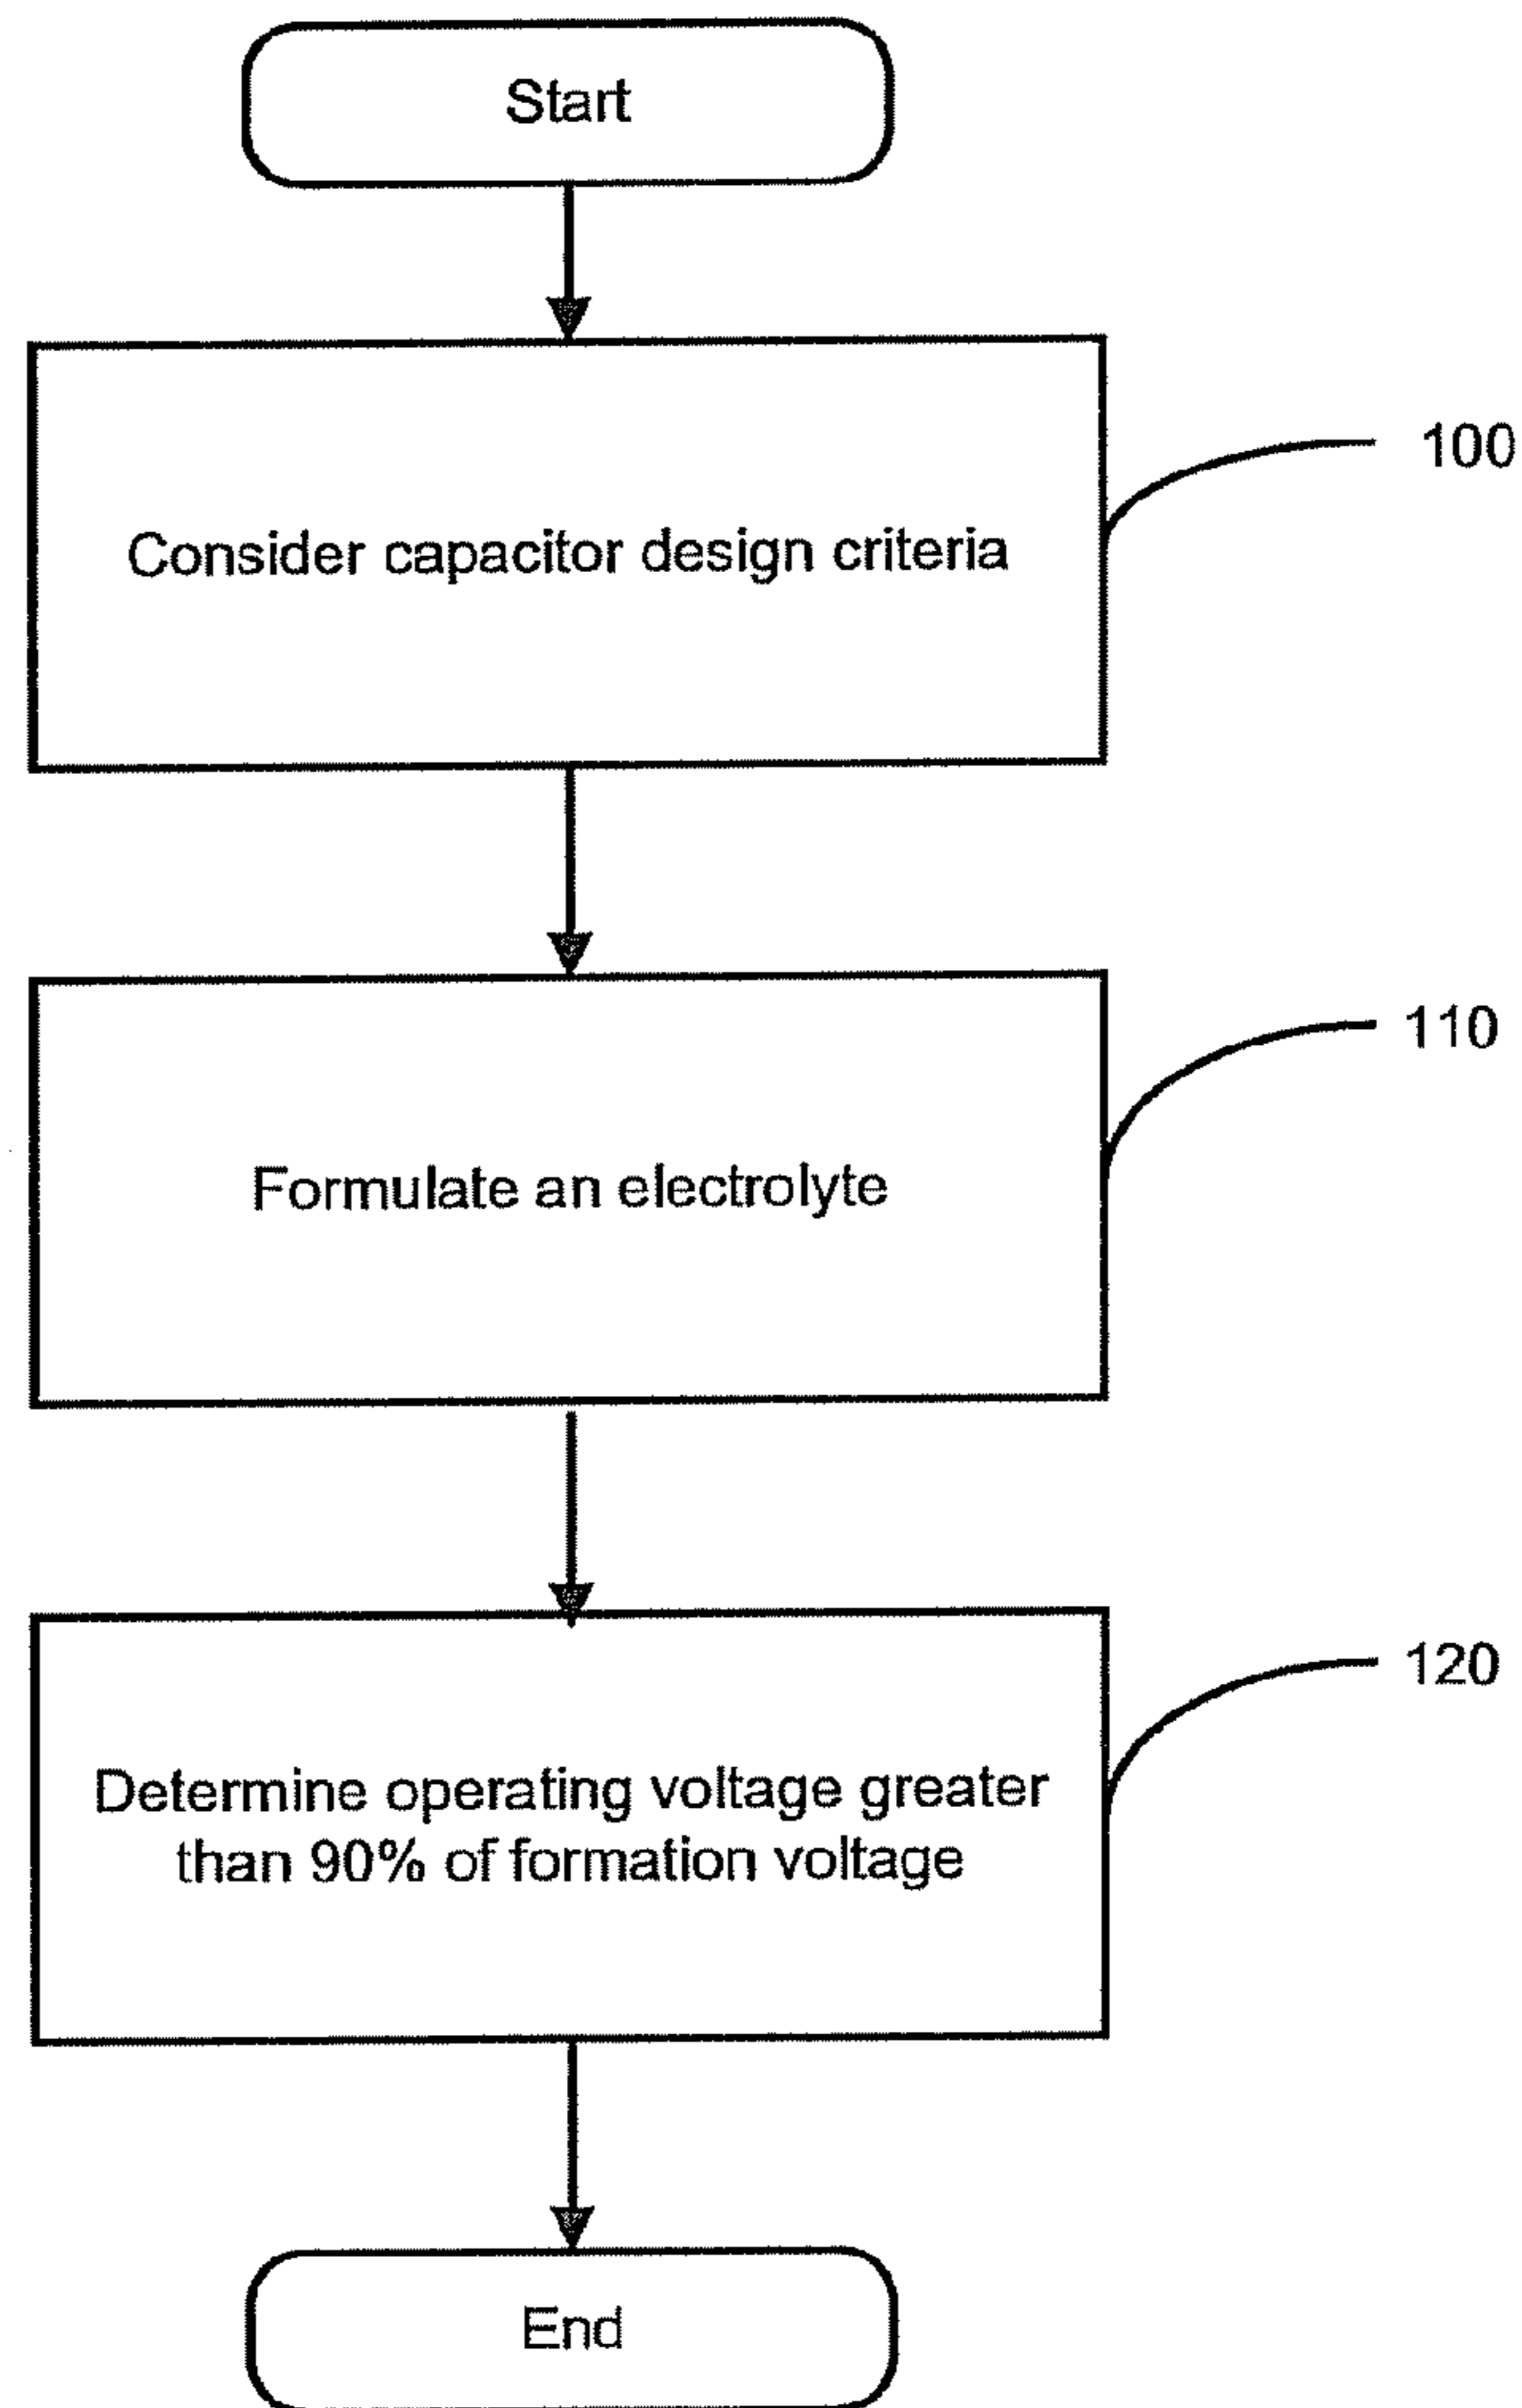 Start
Consider capacitor design criteria
100
Formulate an electrolyte
110
Determine operating voltage greater
than 90% of formation voltage
120
End